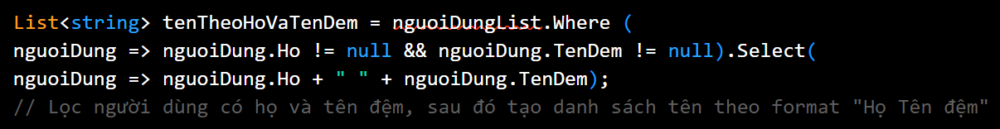 List<string> tenTheoHoVaTenDem = nguoiDungList.Where (
nguoiDung => nguoiDung.Ho != null && nguoiDung.TenDem != null).Select(
nguoiDung => nguoiDung.Ho + " " + nguoiDung.TenDem);
// Lọc người dùng có họ và tên đệm, sau đó tạo danh sách tên theo format "Họ Tên đệm"